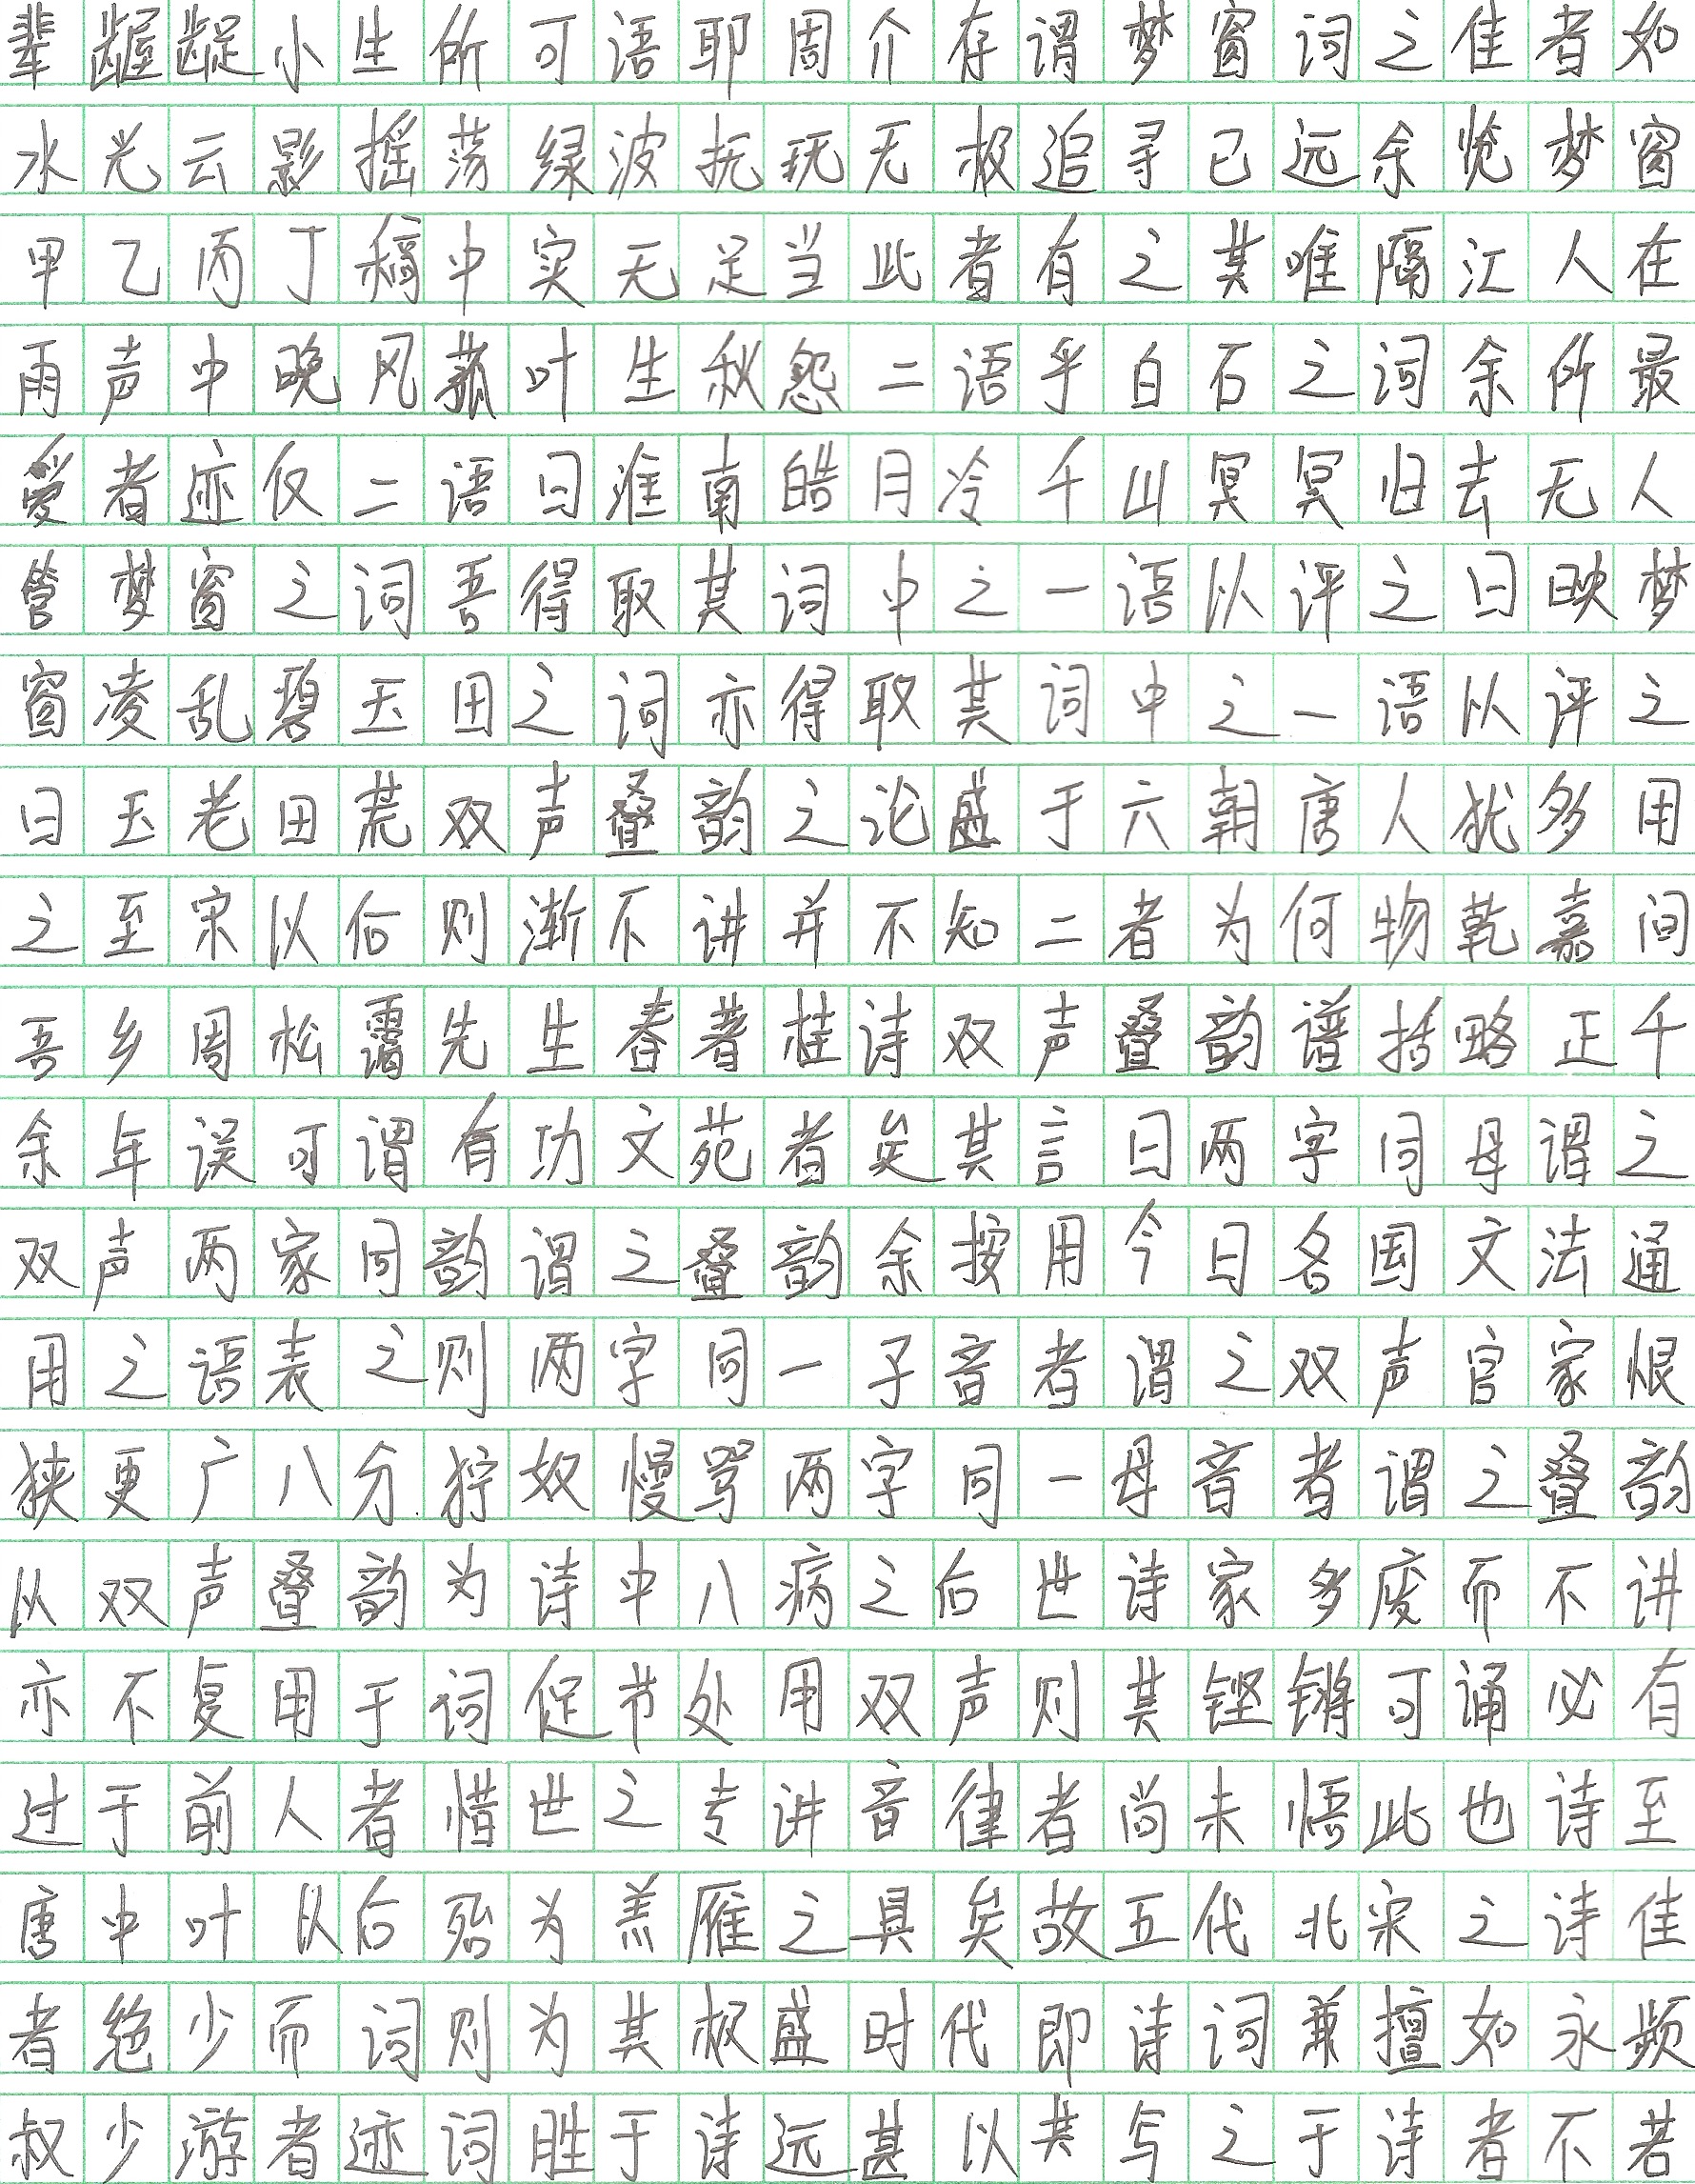 辈龌龊小生所可语耶周介存谓梦窗词之佳者如
水光云影摇荡绿波抚玩无极追寻已远余览梦窗
甲乙丙丁稿中实无足当此者有之其唯隔江人在
雨声中晚风菰叶生秋怨二语乎白石之词余所最
爱者迹仅二语曰淮南皓月冷千山冥冥归去无人
管梦窗之词吾得取其词中之一语以评之曰映梦
窗凌乱碧玉田之词亦得取其词中之一语以评之
曰玉老田荒双声叠韵之论盛于六朝唐人犹多用
之至宋以后则渐不讲并不知二者为何物乾嘉间
吾乡周松霭先生春著桂诗双声叠韵谱括略正千
余年误可谓有功文苑者矣其言曰两字同母谓之
双声两家同韵谓之叠韵余按用今日各国文法通
用之语表之则两字同一子音者谓之双声官家恨
狭更广八分狞奴慢骂两字同一母音者谓之叠韵
从双声叠韵为诗中八病之后世诗家多废而不讲
亦不复用于词促节处用双声则其铿锵可诵必有
过于前人者惜世之专讲音律者尚未悟此也诗至
唐中叶以后殆为羔雁之具矣故五代北宋之诗佳
者绝少而词则为其极盛时代即诗词兼擅如永频
叔少游者迹词胜于诗远甚以其写之于诗者不若